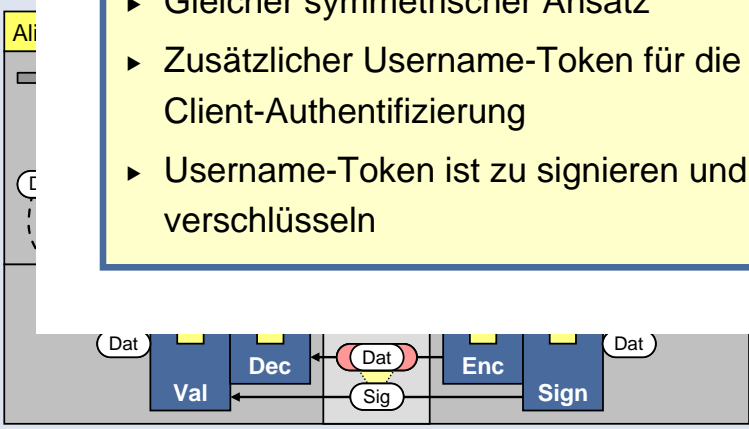 Gleicher symmetrischer Ansatz
Ali
Zusätzlicher Username-Token für die
Client-Authentifizierung
Username-Token ist zu signieren und
verschlüsseln
Dat
Dec
Dat
Enc
Dat
Val
Sig
Sign